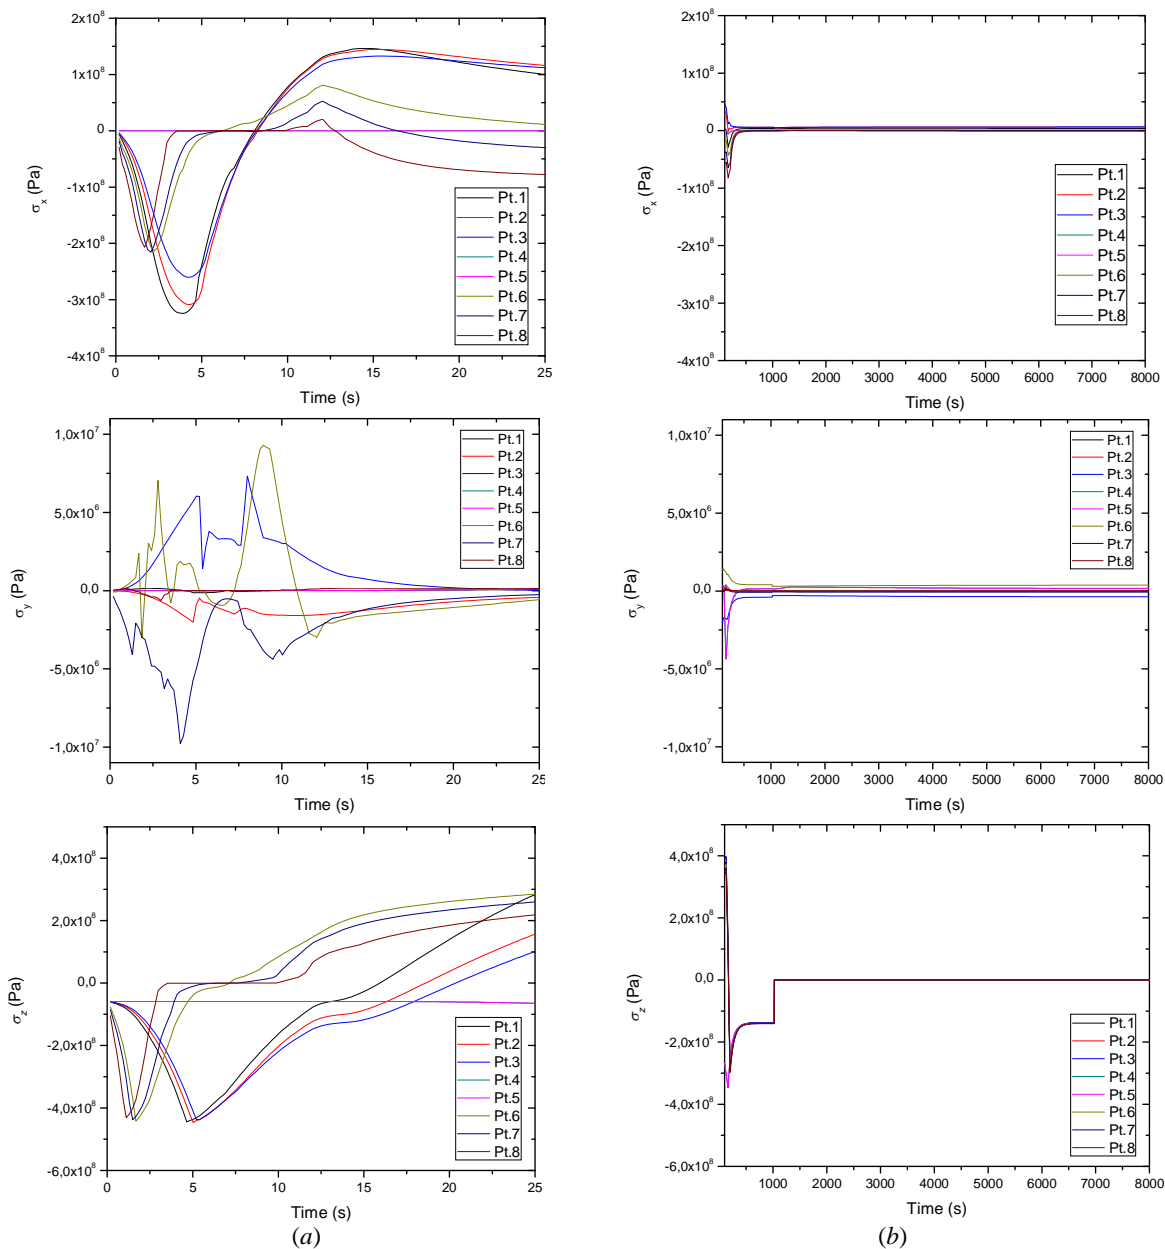 2x10⁸
1x10⁸
0
-1x10⁸
-2x10⁸
-3x10⁸
-4x10⁸
σx (Pa)
0 5 10 15 20 25
Time (s)
Pt.1
Pt.2
Pt.3
Pt.4
Pt.5
Pt.6
Pt.7
Pt.8
2x10⁸
1x10⁸
0
-1x10⁸
-2x10⁸
-3x10⁸
-4x10⁸
σx (Pa)
1000 2000 3000 4000 5000 6000 7000 8000
Time (s)
Pt.1
Pt.2
Pt.3
Pt.4
Pt.5
Pt.6
Pt.7
Pt.8
1,0x10⁷
5,0x10⁶
0,0
-5,0x10⁶
-1,0x10⁷
σy (Pa)
0 5 10 15 20 25
Time (s)
Pt.1
Pt.2
Pt.3
Pt.4
Pt.5
Pt.6
Pt.7
Pt.8
1,0x10⁷
5,0x10⁶
0,0
-5,0x10⁶
-1,0x10⁷
σy (Pa)
1000 2000 3000 4000 5000 6000 7000 8000
Time (s)
Pt.1
Pt.2
Pt.3
Pt.4
Pt.5
Pt.6
Pt.7
Pt.8
4,0x10⁸
2,0x10⁸
0,0
-2,0x10⁸
-4,0x10⁸
-6,0x10⁸
σz (Pa)
0 5 10 15 20 25
Time (s)
Pt.1
Pt.2
Pt.3
Pt.4
Pt.5
Pt.6
Pt.7
Pt.8
4,0x10⁸
2,0x10⁸
0,0
-2,0x10⁸
-4,0x10⁸
-6,0x10⁸
σz (Pa)
1000 2000 3000 4000 5000 6000 7000 8000
Time (s)
Pt.1
Pt.2
Pt.3
Pt.4
Pt.5
Pt.6
Pt.7
Pt.8
(a)
(b)